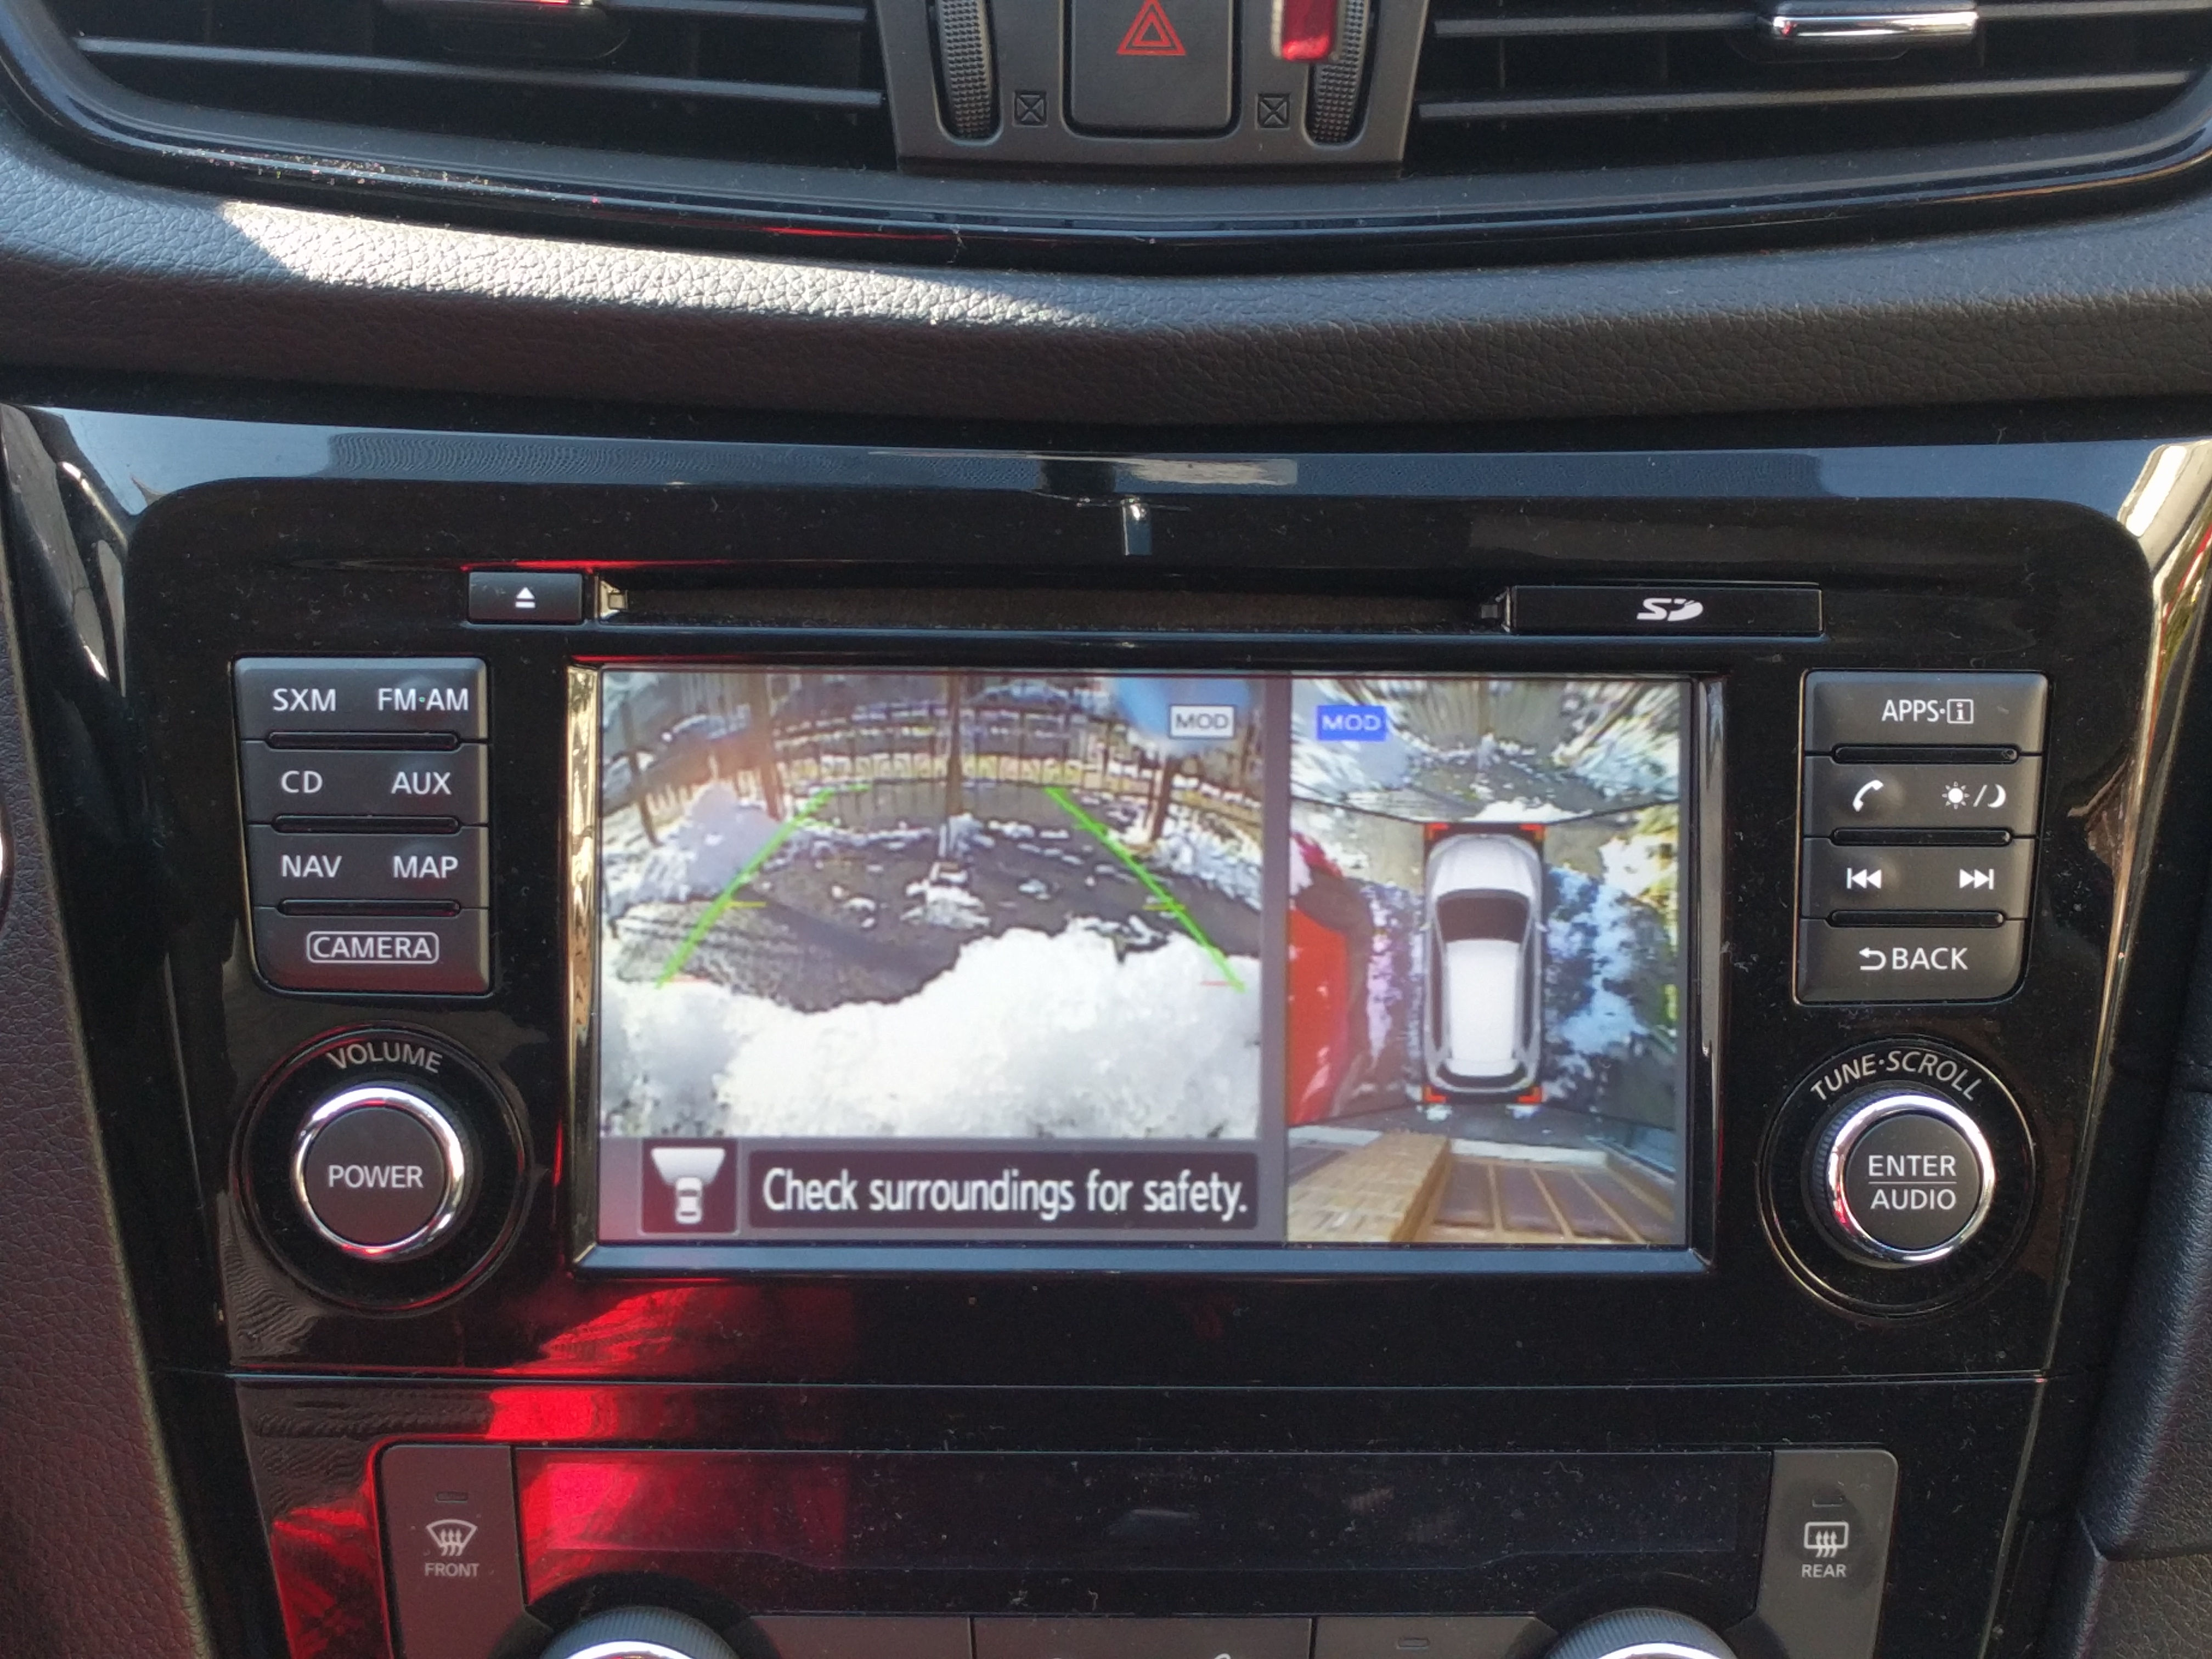 SD
SXM FM·AM
CD AUX
NAV MAP
CAMERA
VOLUME
POWER
MOD
MOD
Check surroundings for safety.
APPS·i
BACK
TUNE·SCROLL
ENTER
AUDIO
FRONT
REAR